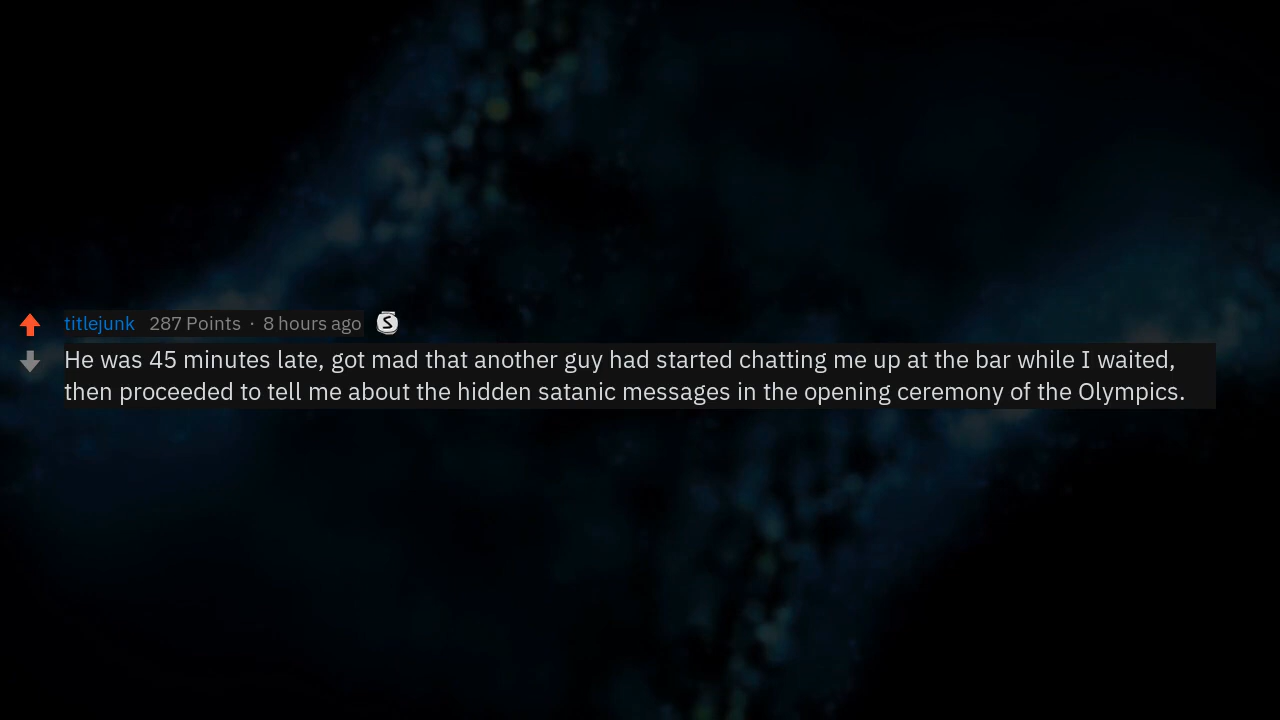 titlejunk 287 Points · 8 hours ago S
He was 45 minutes late, got mad that another guy had started chatting me up at the bar while I waited,
then proceeded to tell me about the hidden satanic messages in the opening ceremony of the Olympics.